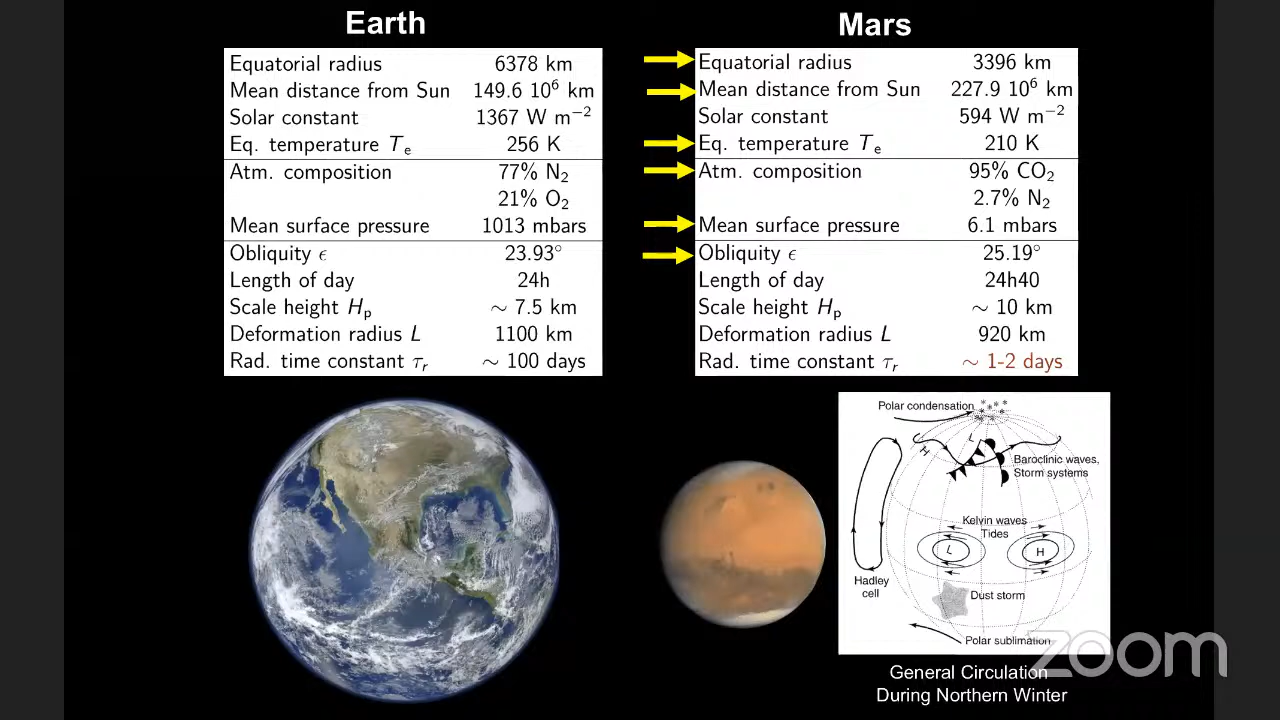 Earth
Equatorial radius 6378 km
Mean distance from Sun 149.6 10⁶ km
Solar constant 1367 W m⁻²
Eq. temperature Tₑ 256 K
Atm. composition 77% N₂
21% O₂
Mean surface pressure 1013 mbars
Obliquity ϵ 23.93°
Length of day 24h
Scale height Hₚ ∼ 7.5 km
Deformation radius L 1100 km
Rad. time constant τᵣ ∼ 100 days
Mars
Equatorial radius 3396 km
Mean distance from Sun 227.9 10⁶ km
Solar constant 594 W m⁻²
Eq. temperature Tₑ 210 K
Atm. composition 95% CO₂
2.7% N₂
Mean surface pressure 6.1 mbars
Obliquity ϵ 25.19°
Length of day 24h40
Scale height Hₚ ∼ 10 km
Deformation radius L 920 km
Rad. time constant τᵣ ∼ 1-2 days
Polar condensation
H
L
Baroclinic waves,
Storm systems
Kelvin waves
Tides
L
H
Hadley
cell
Dust storm
Polar sublimation
zoom
General Circulation
During Northern Winter